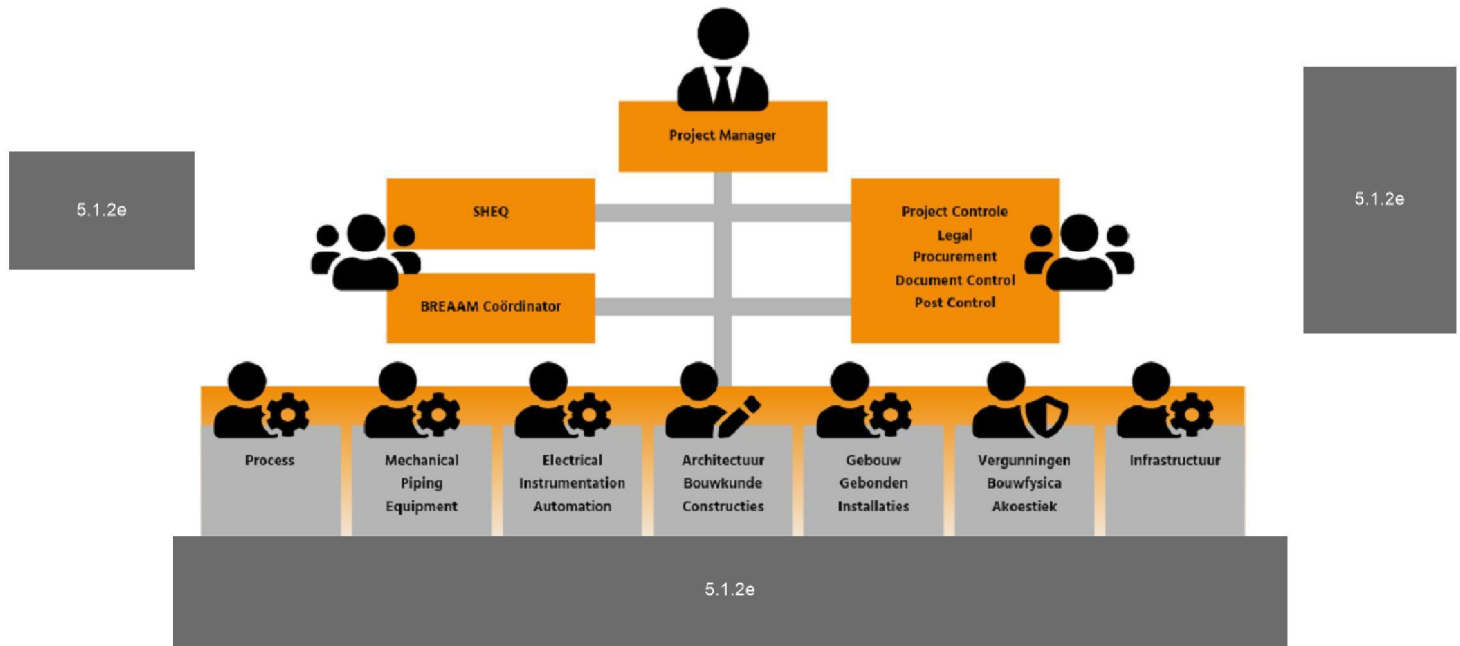 Project Manager
5.1.2e
SHEQ
BREAAM Coördinator
Project Controle
Legal
Procurement
Document Control
Post Control
5.1.2e
Process
Mechanical
Piping
Equipment
Electrical
Instrumentation
Automation
Architectuur
Bouwkunde
Constructies
Gebouw
Gebonden
Installaties
Vergunningen
Bouwfysica
Akoestiek
Infrastructuur
5.1.2e